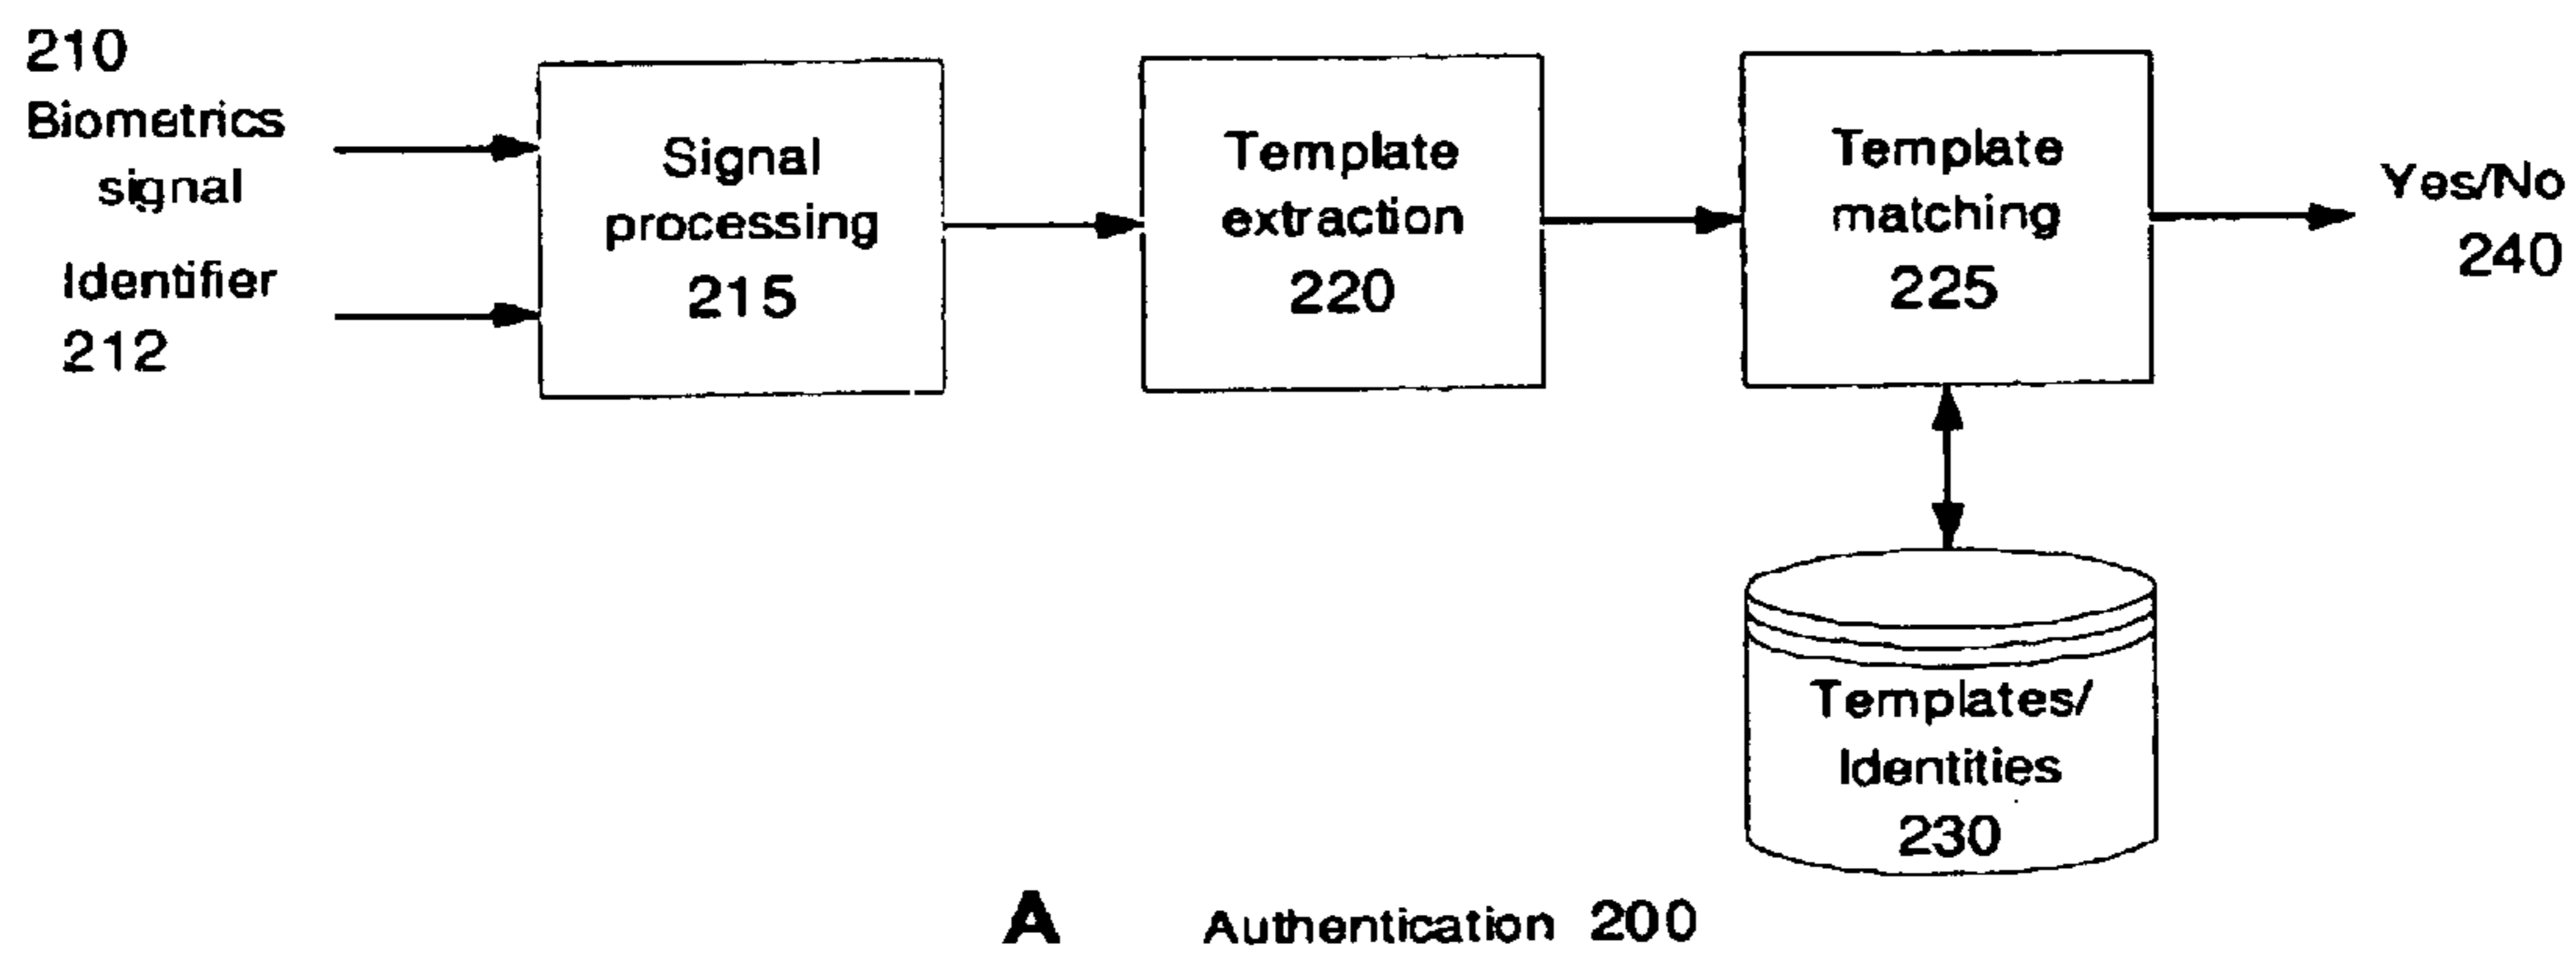 210
Biometrics
signal
Identifier
212
Signal
processing
215
Template
extraction
220
Template
matching
225
Yes/No
240
Templates/
Identities
230
A Authentication 200